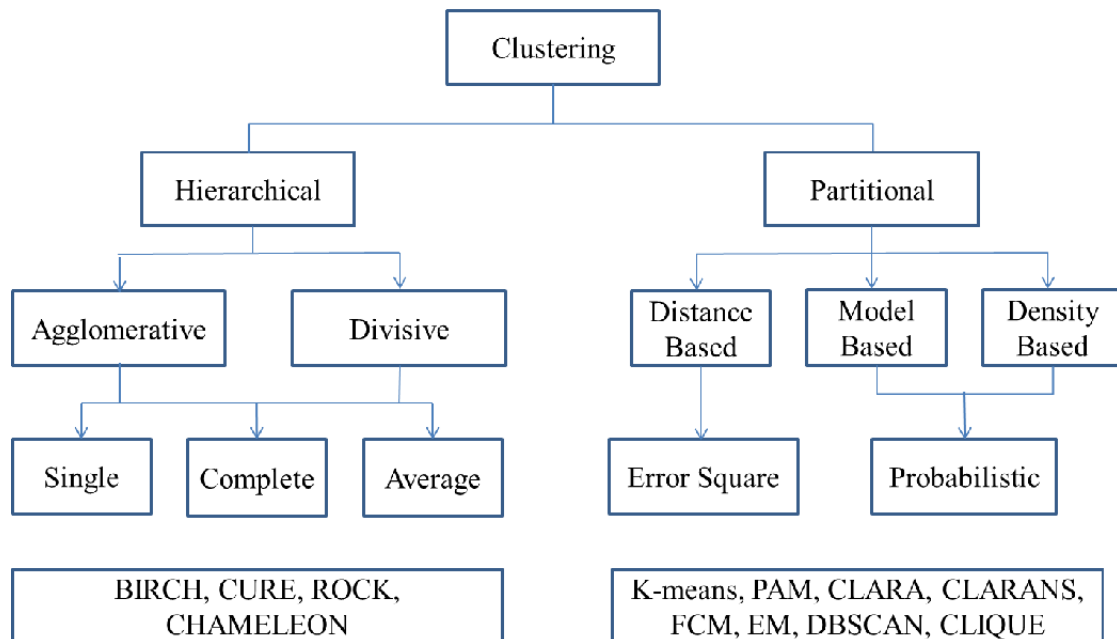 Clustering
Hierarchical
Partitional
Agglomerative
Divisive
Distance
Based
Model
Based
Density
Based
Single
Complete
Average
Error Square
Probabilistic
BIRCH, CURE, ROCK,
CHAMELEON
K-means, PAM, CLARA, CLARANS,
FCM, EM, DBSCAN, CLIQUE